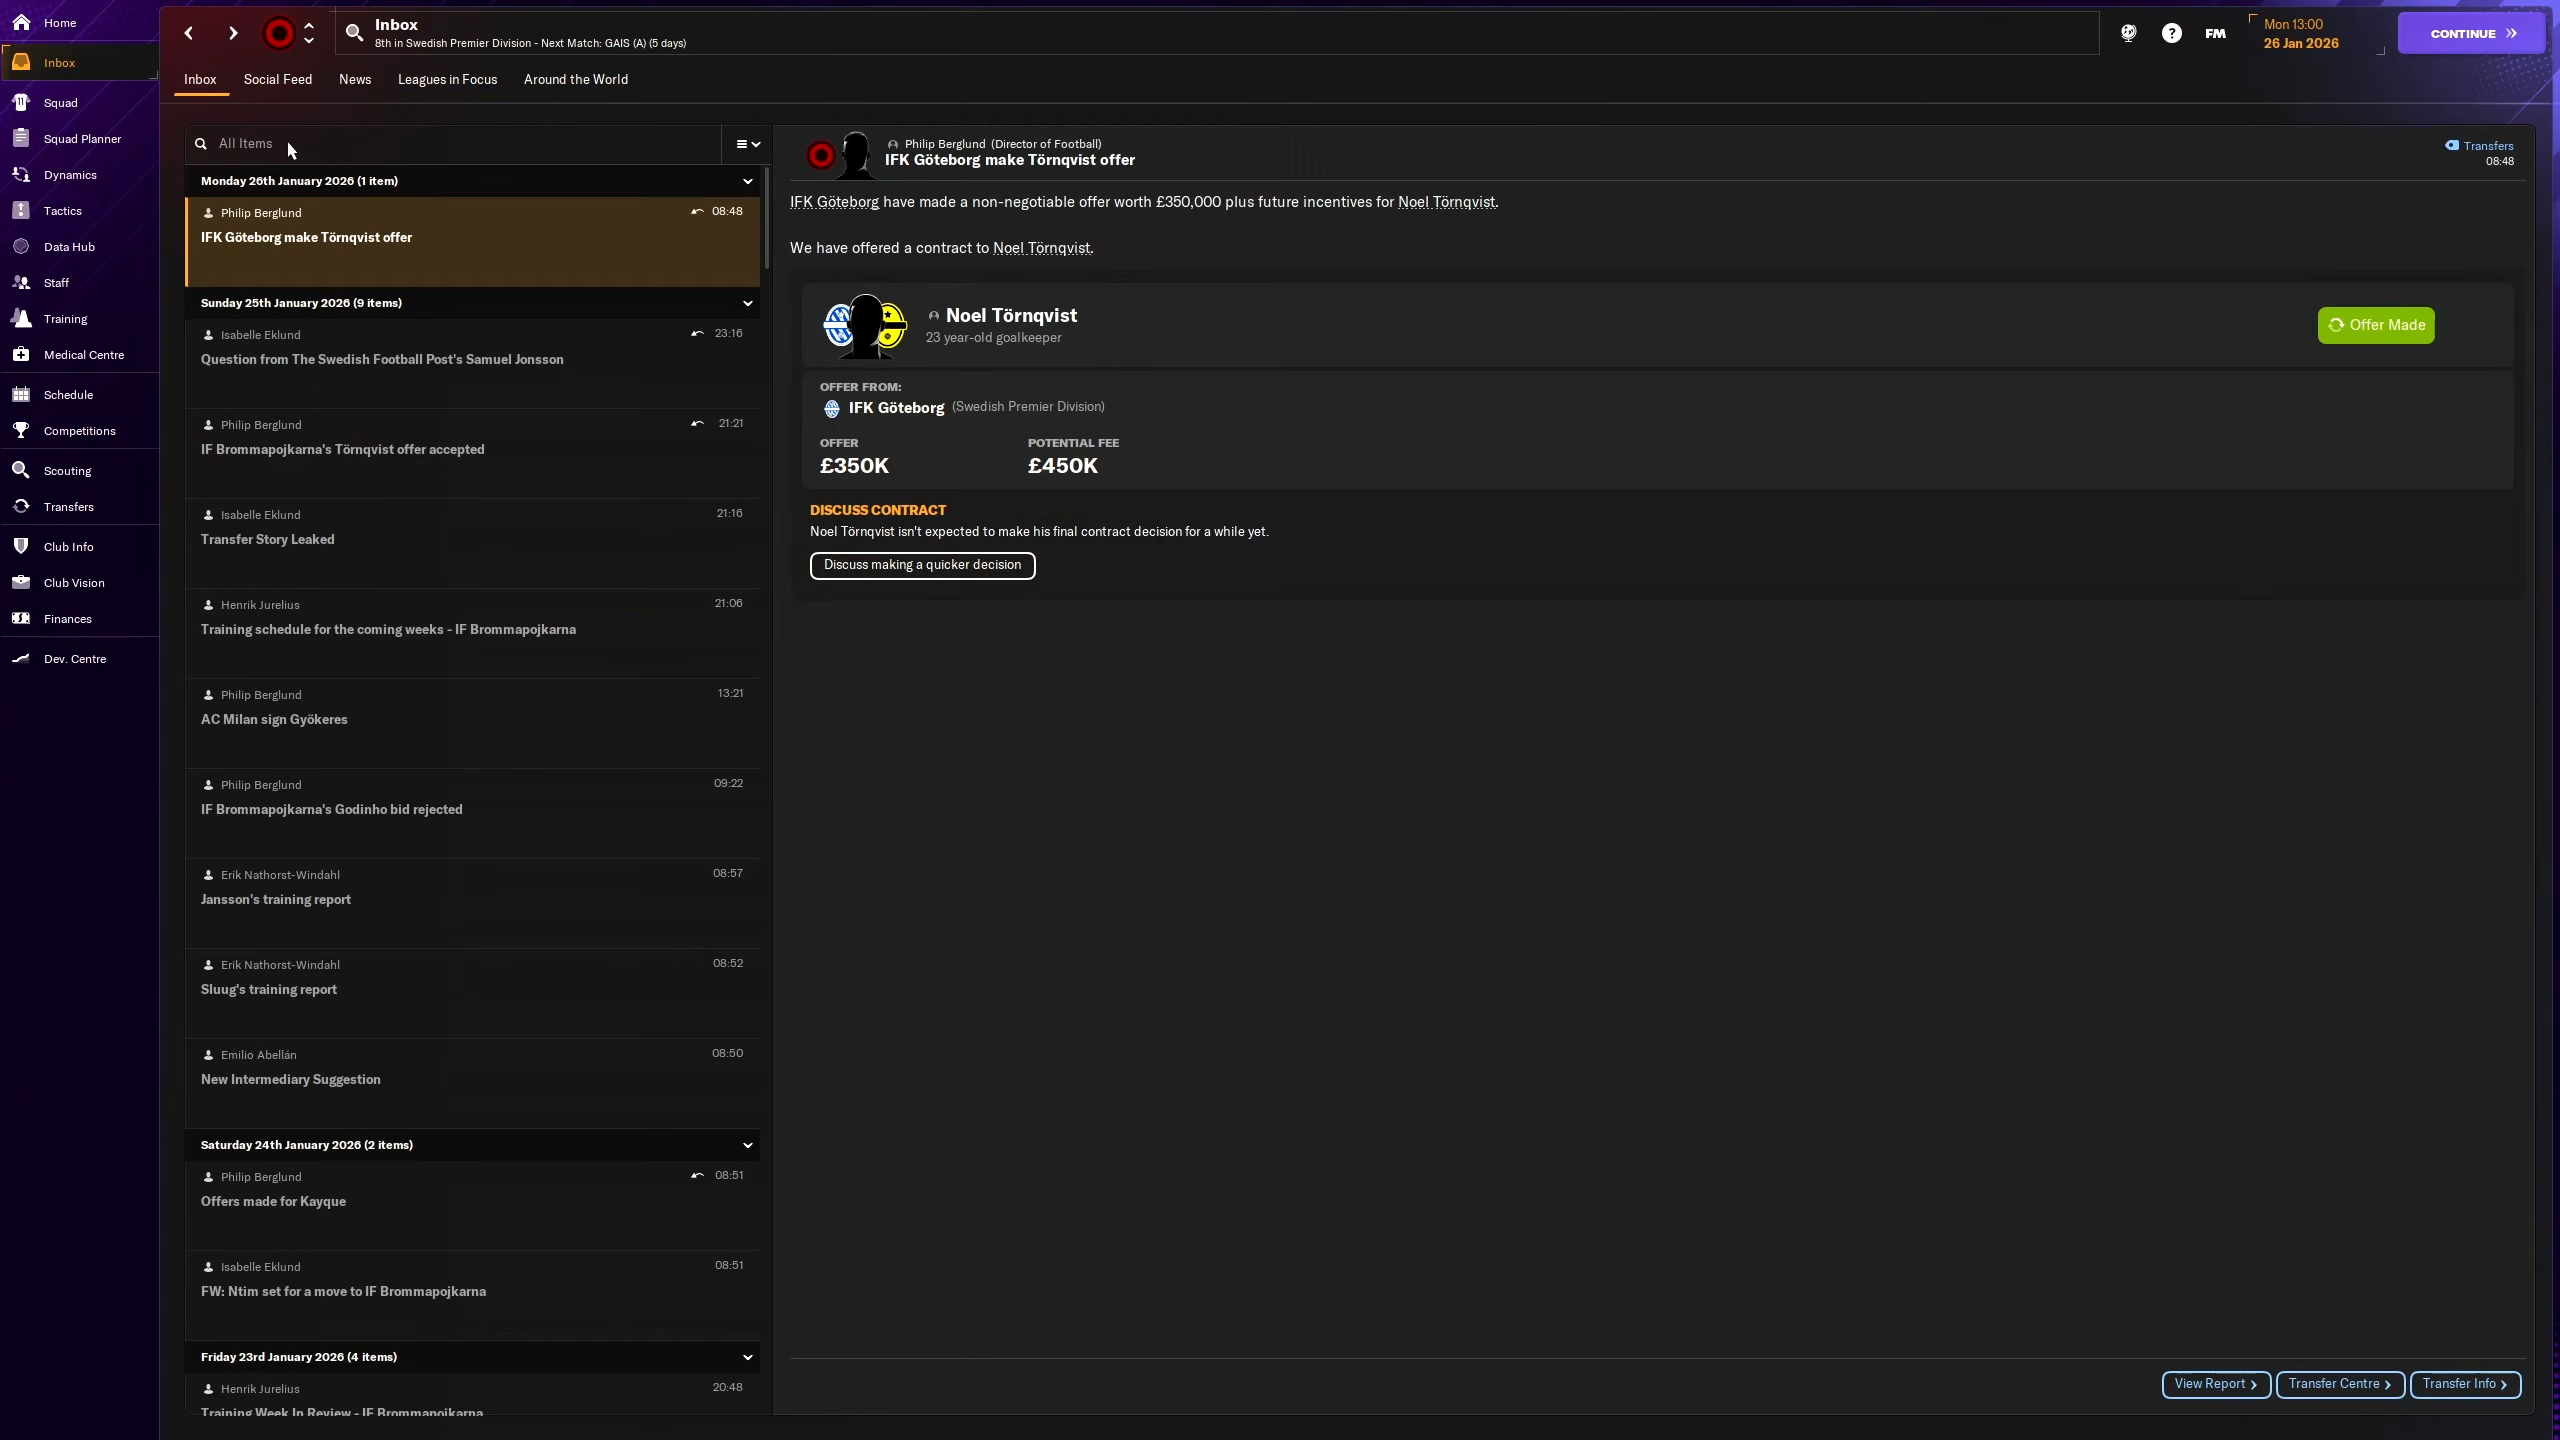 Home
Inbox
Squad
Squad Planner
Dynamics
Tactics
Data Hub
Staff
Training
Medical Centre
Schedule
Competitions
Scouting
Transfers
Club Info
Club Vision
Finances
Dev. Centre
Inbox
8th in Swedish Premier Division - Next Match: GAIS (A) (5 days)
FM
Mon 13:00
26 Jan 2026
CONTINUE
Inbox Social Feed News Leagues in Focus Around the World
All Items
Monday 26th January 2026 (1 item)
Philip Berglund 08:48
IFK Göteborg make Törnqvist offer
Sunday 25th January 2026 (9 items)
Isabelle Eklund 23:16
Question from The Swedish Football Post's Samuel Jonsson
Philip Berglund 21:21
IF Brommapojkarna's Törnqvist offer accepted
Isabelle Eklund 21:16
Transfer Story Leaked
Henrik Jurelius 21:06
Training schedule for the coming weeks - IF Brommapojkarna
Philip Berglund 13:21
AC Milan sign Gyökeres
Philip Berglund 09:22
IF Brommapojkarna's Godinho bid rejected
Erik Nathorst-Windahl 08:57
Jansson's training report
Erik Nathorst-Windahl 08:52
Sluug's training report
Emilio Abellán 08:50
New Intermediary Suggestion
Saturday 24th January 2026 (2 items)
Philip Berglund 08:51
Offers made for Kayque
Isabelle Eklund 08:51
FW: Ntim set for a move to IF Brommapojkarna
Friday 23rd January 2026 (4 items)
Henrik Jurelius 20:48
Training Week In Review - IF Brommapojkarna
Philip Berglund (Director of Football)
IFK Göteborg make Törnqvist offer
Transfers
08:48
IFK Göteborg have made a non-negotiable offer worth £350,000 plus future incentives for Noel Törnqvist.
We have offered a contract to Noel Törnqvist.
Noel Törnqvist
23 year-old goalkeeper
Offer Made
OFFER FROM:
IFK Göteborg (Swedish Premier Division)
OFFER POTENTIAL FEE
£350K £450K
DISCUSS CONTRACT
Noel Törnqvist isn't expected to make his final contract decision for a while yet.
Discuss making a quicker decision
View Report Transfer Centre Transfer Info